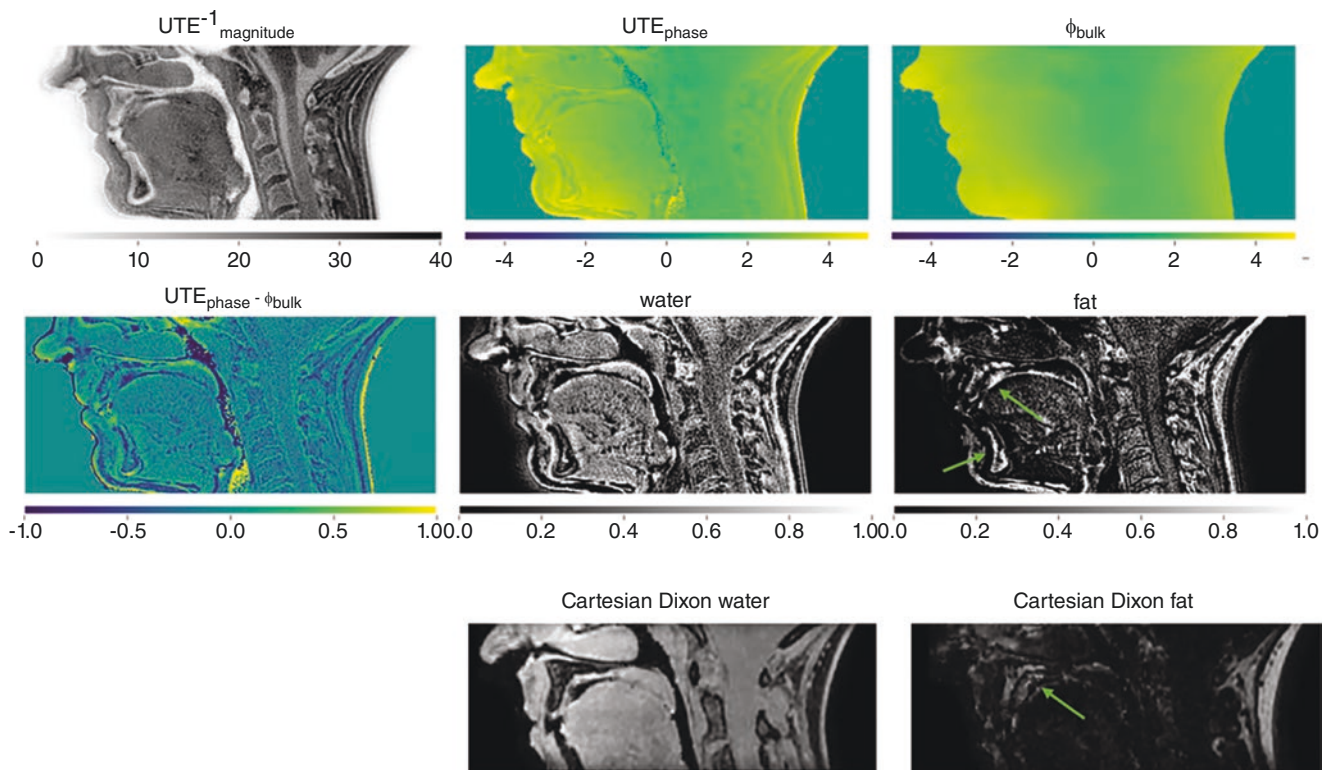 UTE⁻¹magnitude
UTEphase
ϕbulk
0 10 20 30 40
-4 -2 0 2 4
-4 -2 0 2 4
UTEphase - ϕbulk
water
fat
-1.0 -0.5 0.0 0.5 1.00
0.0 0.2 0.4 0.6 0.8 1.00
0.0 0.2 0.4 0.6 0.8 1.0
Cartesian Dixon water
Cartesian Dixon fat